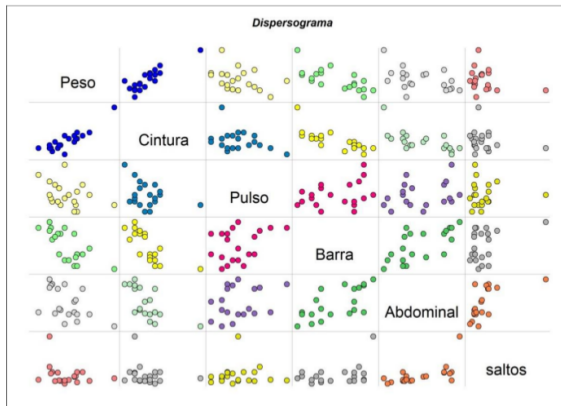 Dispersograma
Peso
Cintura
Pulso
Barra
Abdominal
saltos